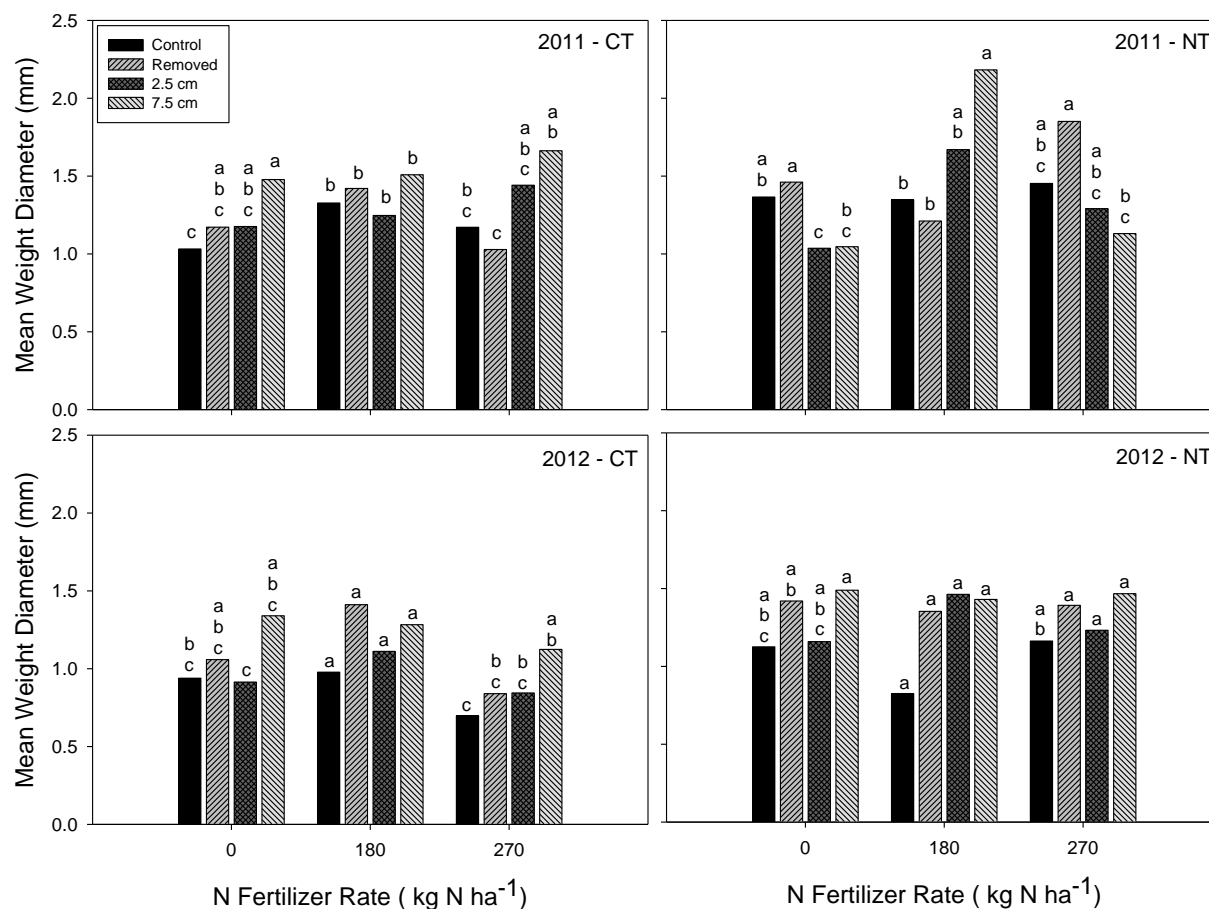 2.5
2.0
1.5
1.0
0.5
0.0
Mean Weight Diameter (mm)
Control
Removed
2.5 cm
7.5 cm
2011 - CT
c
a
b
c
a
b
c
a
b
b
b
b
b
c
c
a
b
c
a
b
2011 - NT
a
b
a
c
b
c
b
b
a
b
a
a
b
c
a
a
b
c
b
c
2.5
2.0
1.5
1.0
0.5
0.0
Mean Weight Diameter (mm)
2012 - CT
b
c
a
b
c
c
a
b
c
a
a
a
a
c
b
c
b
c
a
b
0 180 270
N Fertilizer Rate ( kg N ha-1)
2012 - NT
a
b
c
a
b
a
b
c
a
a
a
a
a
a
b
a
a
a
0 180 270
N Fertilizer Rate ( kg N ha-1)